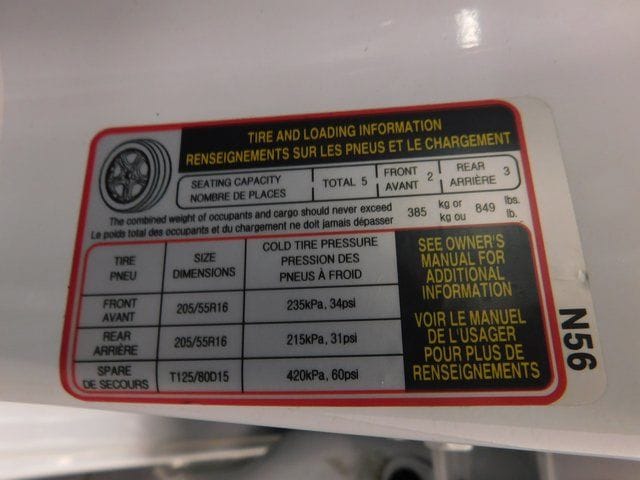 TIRE AND LOADING INFORMATION
RENSEIGNEMENTS SUR LES PNEUS ET LE CHARGEMENT
SEATING CAPACITY
NOMBRE DE PLACES
TOTAL 5
FRONT
AVANT 2
REAR
ARRIÈRE 3
The combined weight of occupants and cargo should never exceed
Le poids total des occupants et du chargement ne doit jamais dépasser
385 kg or
kg ou 849 lbs.
lb.
TIRE
PNEU
SIZE
DIMENSIONS
COLD TIRE PRESSURE
PRESSION DES
PNEUS À FROID
FRONT
AVANT
205/55R16
235kPa, 34psi
REAR
ARRIÈRE
205/55R16
215kPa, 31psi
SPARE
DE SECOURS
T125/80D15
420kPa, 60psi
SEE OWNER'S
MANUAL FOR
ADDITIONAL
INFORMATION
VOIR LE MANUEL
DE L'USAGER
POUR PLUS DE
RENSEIGNEMENTS
N56